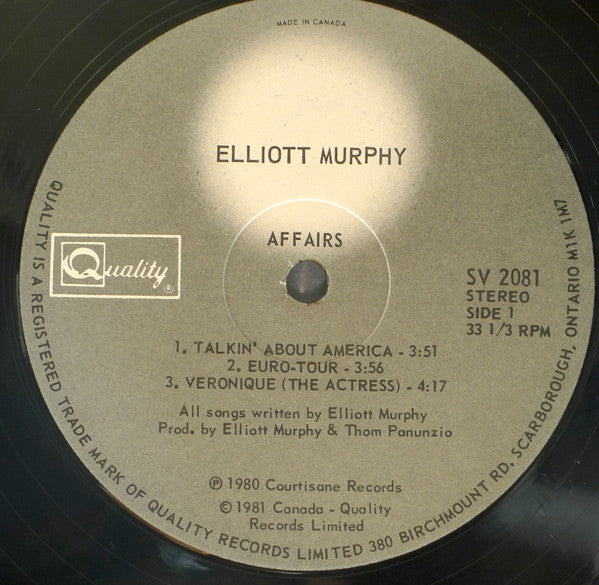 MADE IN CANADA
ELLIOTT MURPHY
AFFAIRS
Quality®
SV 2081
STEREO
SIDE 1
33 1/3 RPM
1. TALKIN' ABOUT AMERICA - 3:51
2. EURO-TOUR - 3:56
3. VERONIQUE (THE ACTRESS) - 4:17
All songs written by Elliott Murphy
Prod. by Elliott Murphy & Thom Panunzio
℗ 1980 Courtisane Records
© 1981 Canada - Quality
Records Limited
QUALITY IS A REGISTERED TRADE MARK OF QUALITY RECORDS LIMITED 380 BIRCHMOUNT RD. SCARBOROUGH, ONTARIO M1K 1M7